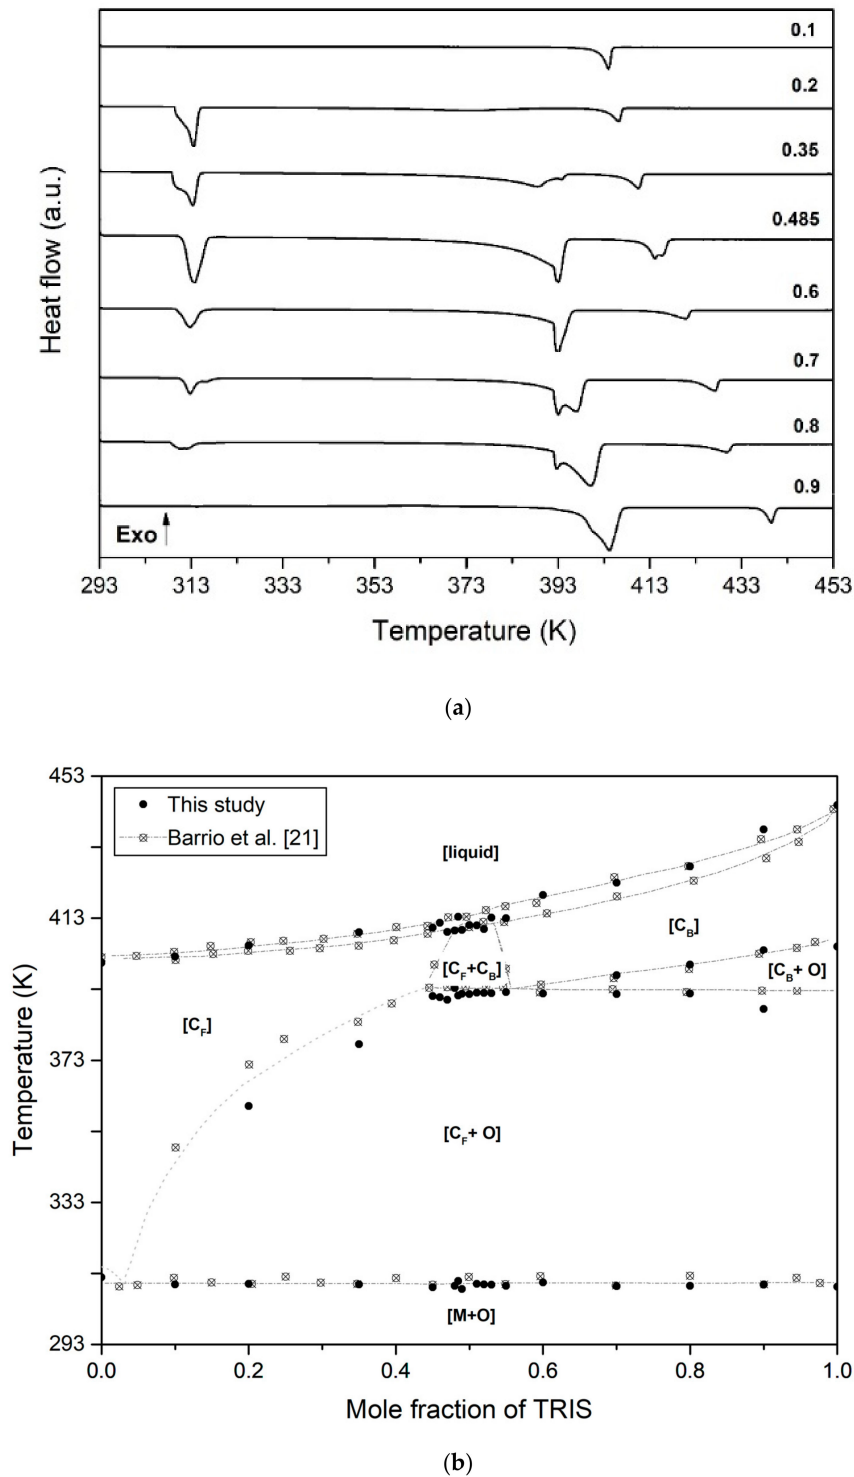 0.1
0.2
0.35
0.485
0.6
0.7
0.8
0.9
Heat flow (a.u.)
Exo
293 313 333 353 373 393 413 433 453
Temperature (K)
(a)
453
413
373
333
293
Temperature (K)
This study
Barrio et al. [21]
[liquid]
[C_B]
[C_F+C_B]
[C_B+ O]
[C_F]
[C_F+ O]
[M+O]
0.0 0.2 0.4 0.6 0.8 1.0
Mole fraction of TRIS
(b)